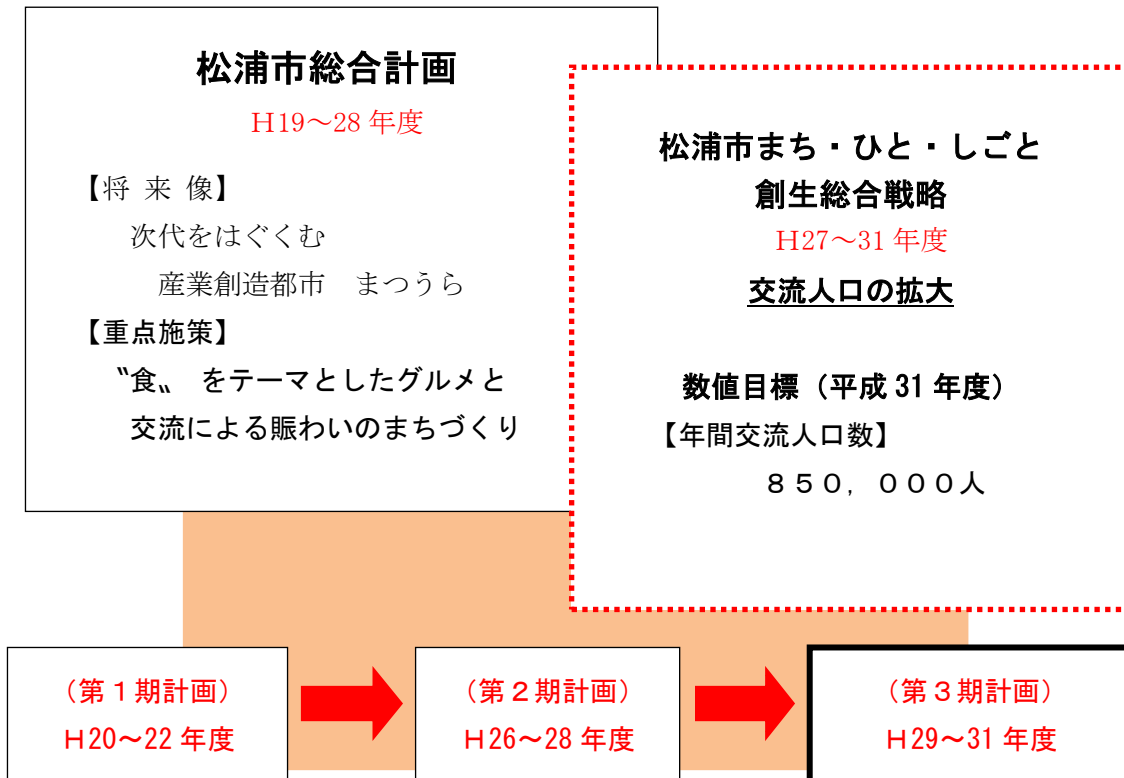 松浦市総合計画
H19～28 年度
【将 来 像】
次代をはぐくむ
産業創造都市　まつうら
【重点施策】
〝食〟 をテーマとしたグルメと
交流による賑わいのまちづくり
松浦市まち・ひと・しごと
創生総合戦略
H27～31 年度
交流人口の拡大
数値目標（平成 31 年度）
【年間交流人口数】
８５０，０００人
（第１期計画）
H20～22 年度
（第２期計画）
H26～28 年度
（第３期計画）
H29～31 年度